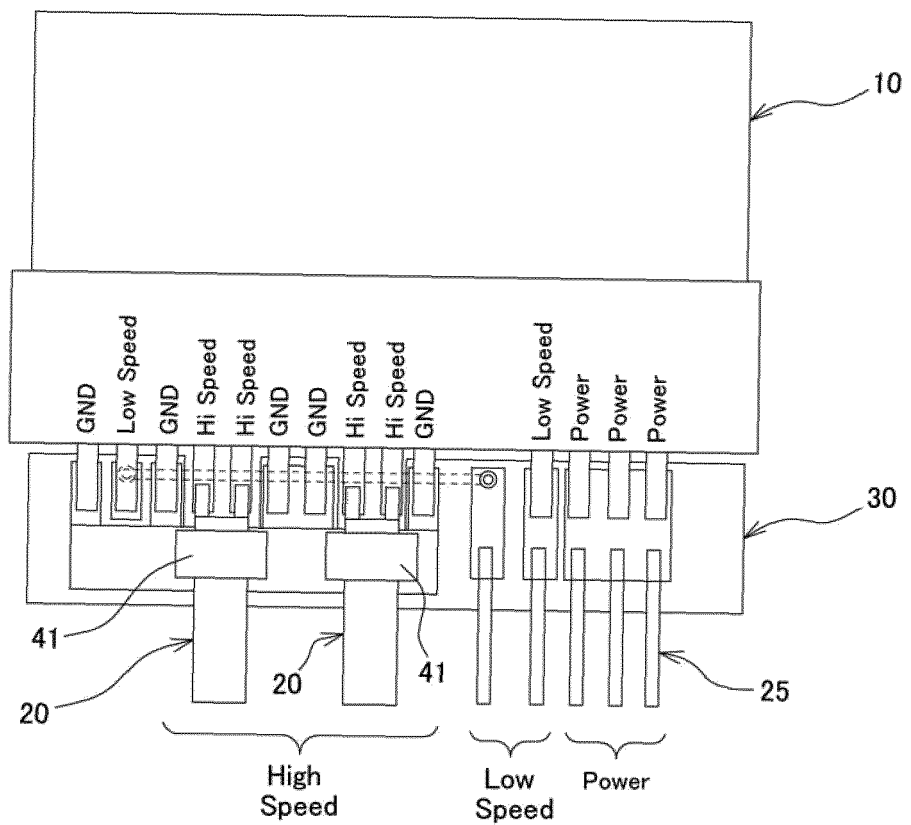 10
GND
Low Speed
GND
Hi Speed
Hi Speed
GND
GND
Hi Speed
Hi Speed
GND
Low Speed
Power
Power
Power
30
41
20
20
41
25
High
Speed
Low
Speed
Power